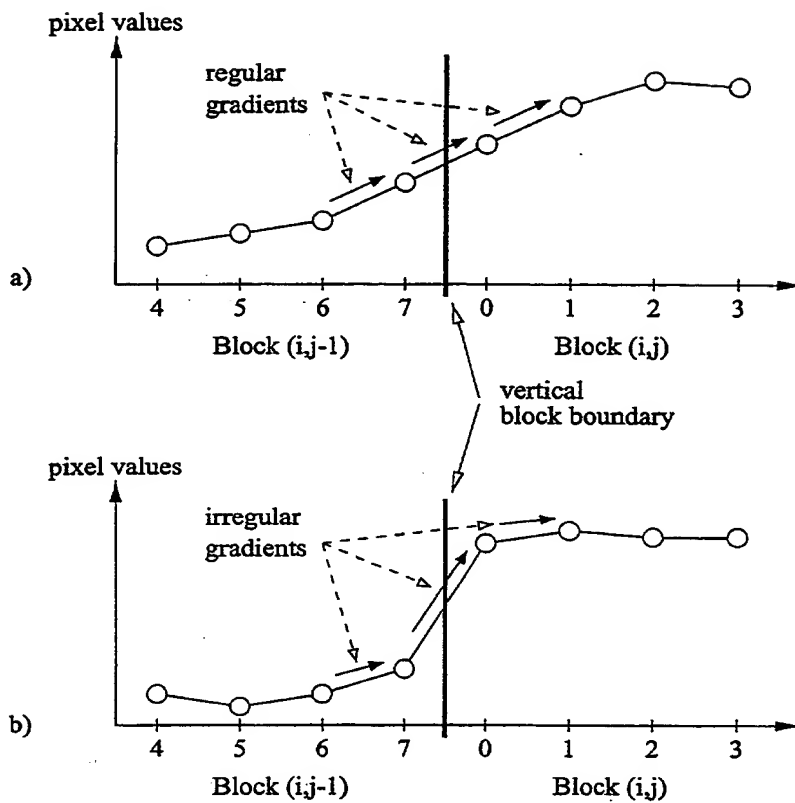 pixel values
regular
gradients
a)
4 5 6 7 0 1 2 3
Block (i,j-1) Block (i,j)
vertical
block boundary
pixel values
irregular
gradients
b)
4 5 6 7 0 1 2 3
Block (i,j-1) Block (i,j)